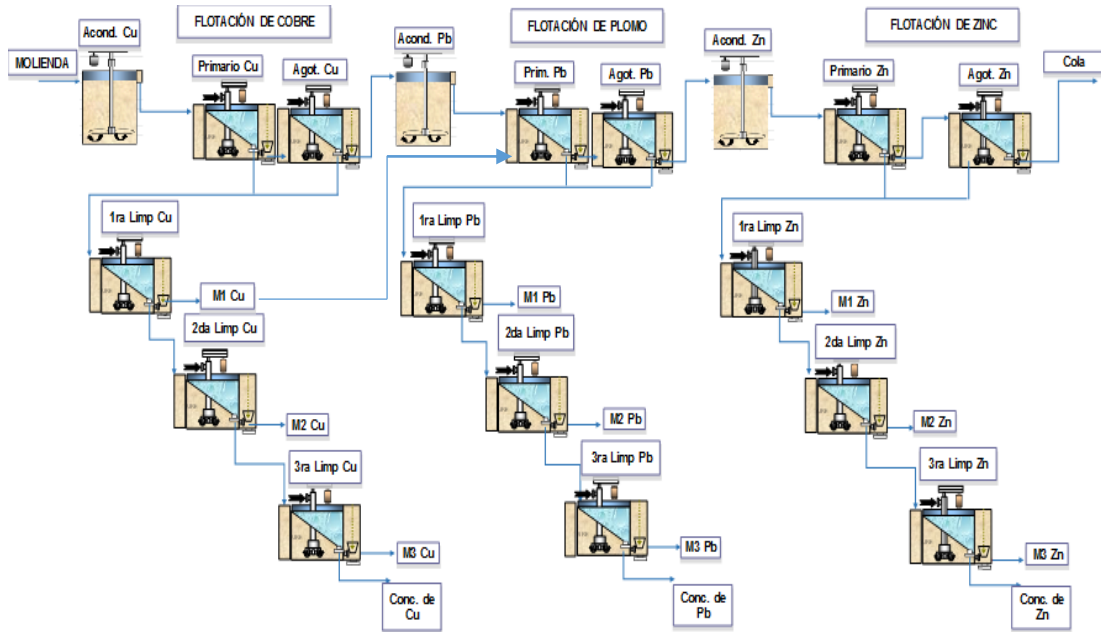 FLOTACIÓN DE COBRE
FLOTACIÓN DE PLOMO
FLOTACIÓN DE ZINC
Acond. Cu
Acond. Pb
Acond. Zn
MOLIENDA
Primario Cu
Agot. Cu
Prim. Pb
Agot. Pb
Primario Zn
Agot. Zn
Cola
1ra Limp Cu
1ra Limp Pb
1ra Limp Zn
M1 Cu
M1 Pb
M1 Zn
2da Limp Cu
2da Limp Pb
2da Limp Zn
M2 Cu
M2 Pb
M2 Zn
3ra Limp Cu
3ra Limp Pb
3ra Limp Zn
M3 Cu
M3 Pb
M3 Zn
Conc. de
Cu
Conc. de
Pb
Conc. de
Zn